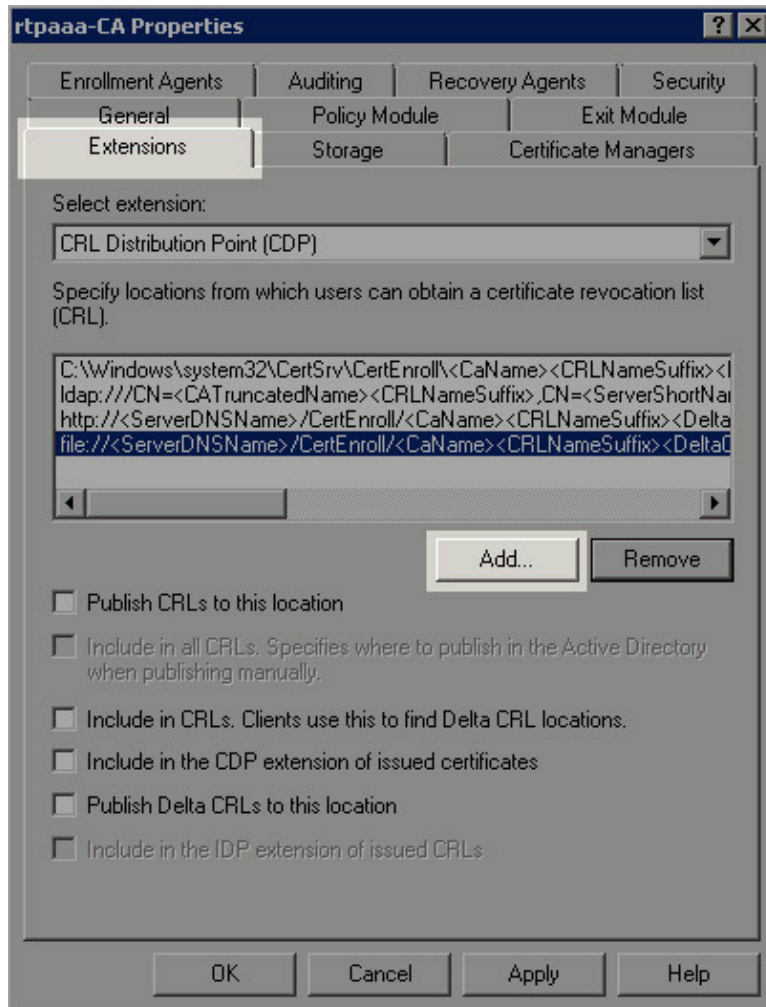 rtpaaa-CA Properties
Enrollment Agents Auditing Recovery Agents Security
General Policy Module Exit Module
Extensions Storage Certificate Managers
Select extension:
CRL Distribution Point (CDP)
Specify locations from which users can obtain a certificate revocation list
(CRL).
C:\Windows\system32\CertSrv\CertEnroll\<CaName><CRLNameSuffix><
ldap:///CN=<CATruncatedName><CRLNameSuffix>,CN=<ServerShortNa
http://<ServerDNSName>/CertEnroll/<CaName><CRLNameSuffix><Delta
file://<ServerDNSName>/CertEnroll/<CaName><CRLNameSuffix><Delta
Add... Remove
Publish CRLs to this location
Include in all CRLs. Specifies where to publish in the Active Directory
when publishing manually.
Include in CRLs. Clients use this to find Delta CRL locations.
Include in the CDP extension of issued certificates
Publish Delta CRLs to this location
Include in the IDP extension of issued CRLs
OK Cancel Apply Help